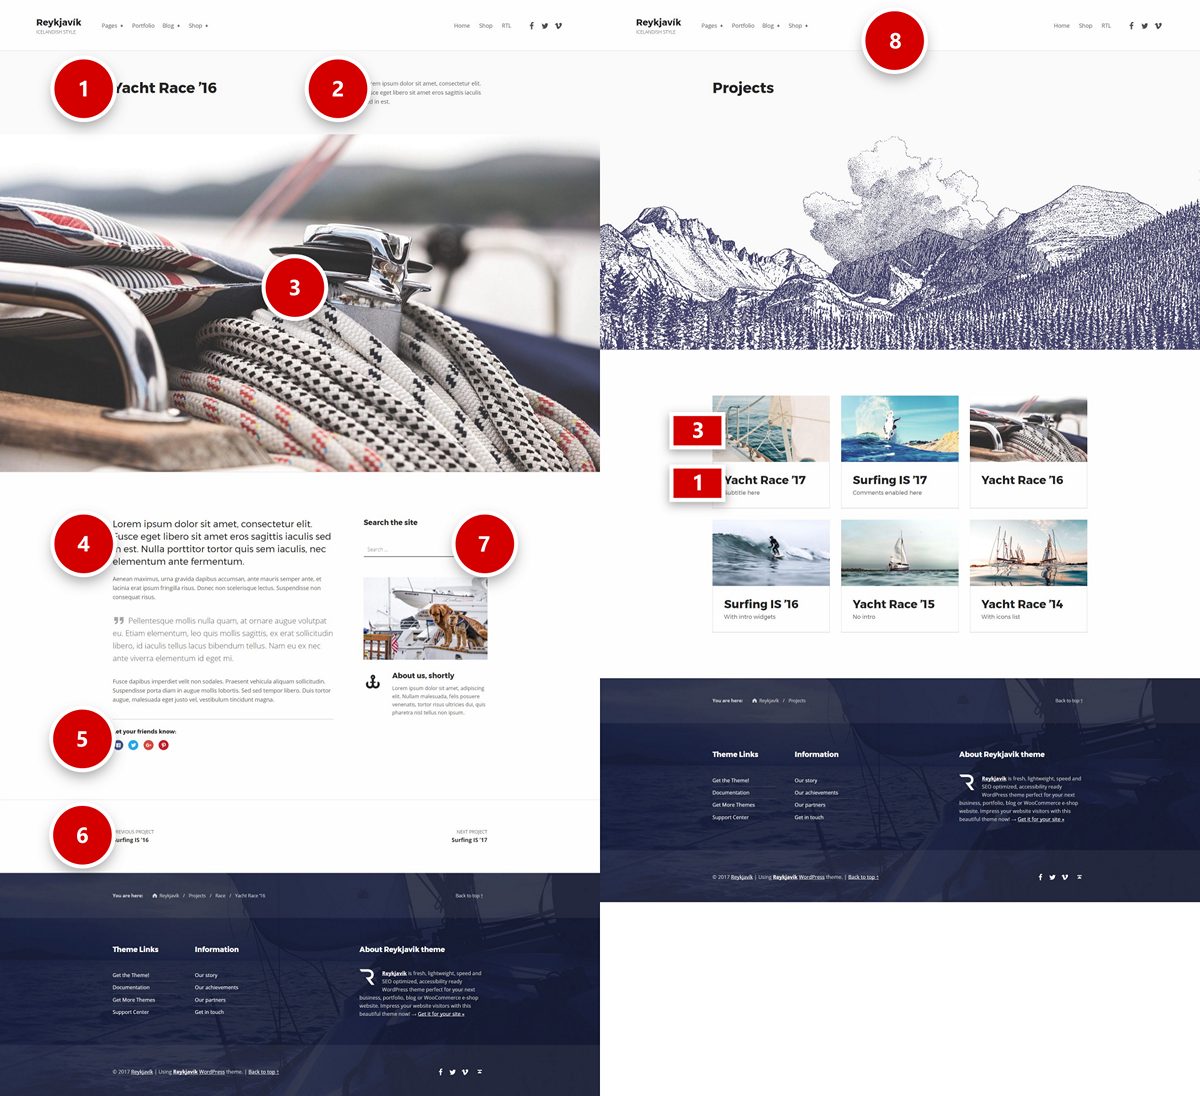 Reykjavík
ICELANDISH STYLE
Pages
Portfolio
Blog
Shop
Home
Shop
RTL
1
Yacht Race ’16
2
em ipsum dolor sit amet, consectetur elit.
sce eget libero sit amet eros sagittis iaculis
d in est.
3
4
Lorem ipsum dolor sit amet, consectetur elit.
Fusce eget libero sit amet eros sagittis iaculis sed
in est. Nulla porttitor tortor quis sem iaculis, nec
elementum ante fermentum.
Aenean maximus, urna gravida dapibus accumsan, ante mauris semper ante, et
lacinia erat ipsum fringilla risus. Donec non scelerisque lectus. Suspendisse non
consequat risus.
Pellentesque mollis nulla quam, at ornare augue volutpat
eu. Etiam elementum, leo quis mollis sagittis, ex erat sollicitudin
libero, id iaculis tellus lacus bibendum tellus. Nam eu ex nec
ante viverra elementum id eget mi.
Fusce dapibus imperdiet velit non sodales. Praesent vehicula aliquam sollicitudin.
Suspendisse porta diam in augue mollis lobortis. Sed sed tempor libero. Duis tortor
augue, malesuada eget justo vel, vestibulum tincidunt magna.
5
Let your friends know:
Search the site
Search ...
7
About us, shortly
Lorem ipsum dolor sit amet, adipiscing
elit. Nullam malesuada, felis posuere
venenatis, tortor risus ultricies dui, quis
pharetra nisl tellus non ipsum.
6
PREVIOUS PROJECT
Surfing IS ’16
NEXT PROJECT
Surfing IS ’17
You are here:
Reykjavik / Projects / Race / Yacht Race ’16
Back to top ↑
Theme Links
Get the Theme!
Documentation
Get More Themes
Support Center
Information
Our story
Our achievements
Our partners
Get in touch
About Reykjavik theme
Reykjavik is fresh, lightweight, speed and
SEO optimized, accessibility ready
WordPress theme perfect for your next
business, portfolio, blog or WooCommerce e-shop
website. Impress your website visitors with this
beautiful theme now! → Get it for your site »
© 2017 Reykjavík | Using Reykjavik WordPress theme. | Back to top ↑
Reykjavík
ICELANDISH STYLE
Pages
Portfolio
Blog
Shop
8
Home
Shop
RTL
Projects
3
1
Yacht Race ’17
Subtitle here
Surfing IS ’17
Comments enabled here
Yacht Race ’16
Surfing IS ’16
With intro widgets
Yacht Race ’15
No intro
Yacht Race ’14
With icons list
You are here:
Reykjavik / Projects
Back to top ↑
Theme Links
Get the Theme!
Documentation
Get More Themes
Support Center
Information
Our story
Our achievements
Our partners
Get in touch
About Reykjavik theme
Reykjavik is fresh, lightweight, speed and
SEO optimized, accessibility ready
WordPress theme perfect for your next
business, portfolio, blog or WooCommerce e-shop
website. Impress your website visitors with this
beautiful theme now! → Get it for your site »
© 2017 Reykjavík | Using Reykjavik WordPress theme. | Back to top ↑